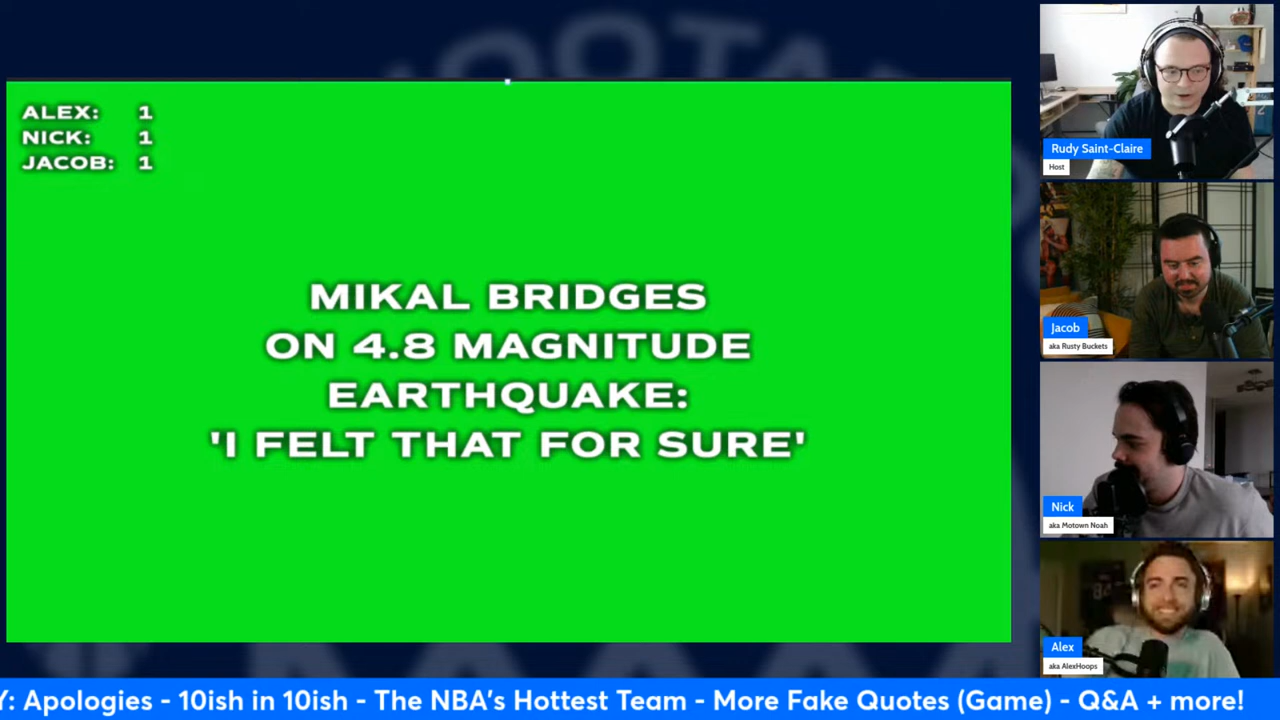 ALEX: 1
NICK: 1
JACOB: 1
MIKAL BRIDGES
ON 4.8 MAGNITUDE
EARTHQUAKE:
'I FELT THAT FOR SURE'
Rudy Saint-Claire
Host
Jacob
aka Rusty Buckets
Nick
aka Motown Noah
Alex
aka AlexHoops
Y: Apologies - 10ish in 10ish - The NBA's Hottest Team - More Fake Quotes (Game) - Q&A + more!